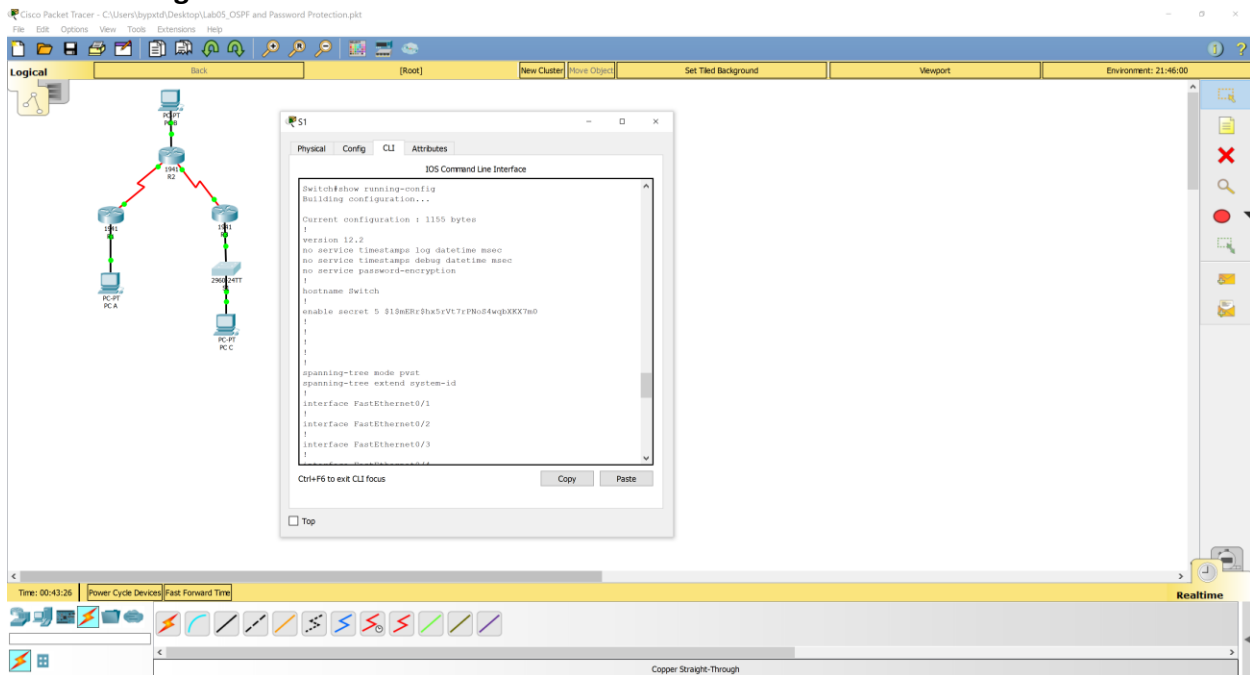 Cisco Packet Tracer - C:\Users\bypxtd\Desktop\Lab05_OSPF and Password Protection.pkt
File Edit Options View Tools Extensions Help
Logical Back [Root] New Cluster Move Object Set Tiled Background Viewport Environment: 21:46:00
PC-PT
1941
R2
1941
1941
2960-24TT
PC-PT
PC A
PC-PT
PC C
S1
Physical Config CLI Attributes
IOS Command Line Interface
Switch#show running-config
Building configuration...
Current configuration : 1155 bytes
!
version 12.2
no service timestamps log datetime msec
no service timestamps debug datetime msec
no service password-encryption
!
hostname Switch
!
enable secret 5 $1$mERr$hx5rVt7rPNoS4wqbXKX7m0
!
!
!
!
!
spanning-tree mode pvst
spanning-tree extend system-id
!
interface FastEthernet0/1
!
interface FastEthernet0/2
!
interface FastEthernet0/3
!
Ctrl+F6 to exit CLI focus Copy Paste
Top
Time: 00:43:26 Power Cycle Devices Fast Forward Time Realtime
Copper Straight-Through